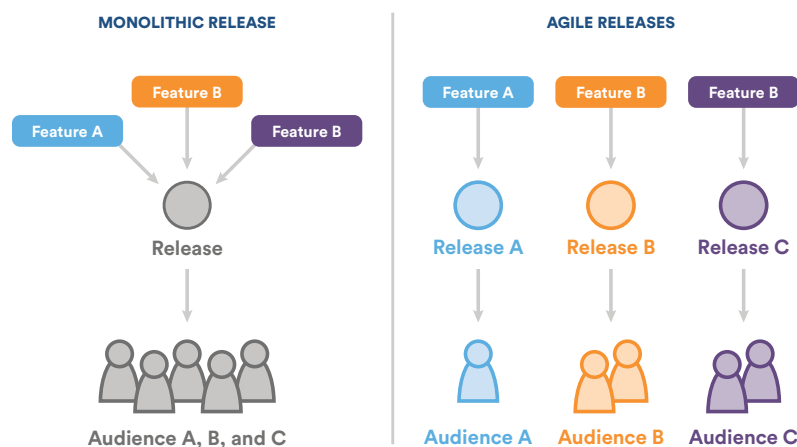 MONOLITHIC RELEASE
Feature B
Feature A
Feature B
Release
Audience A, B, and C
AGILE RELEASES
Feature A
Feature B
Feature B
Release A
Release B
Release C
Audience A
Audience B
Audience C